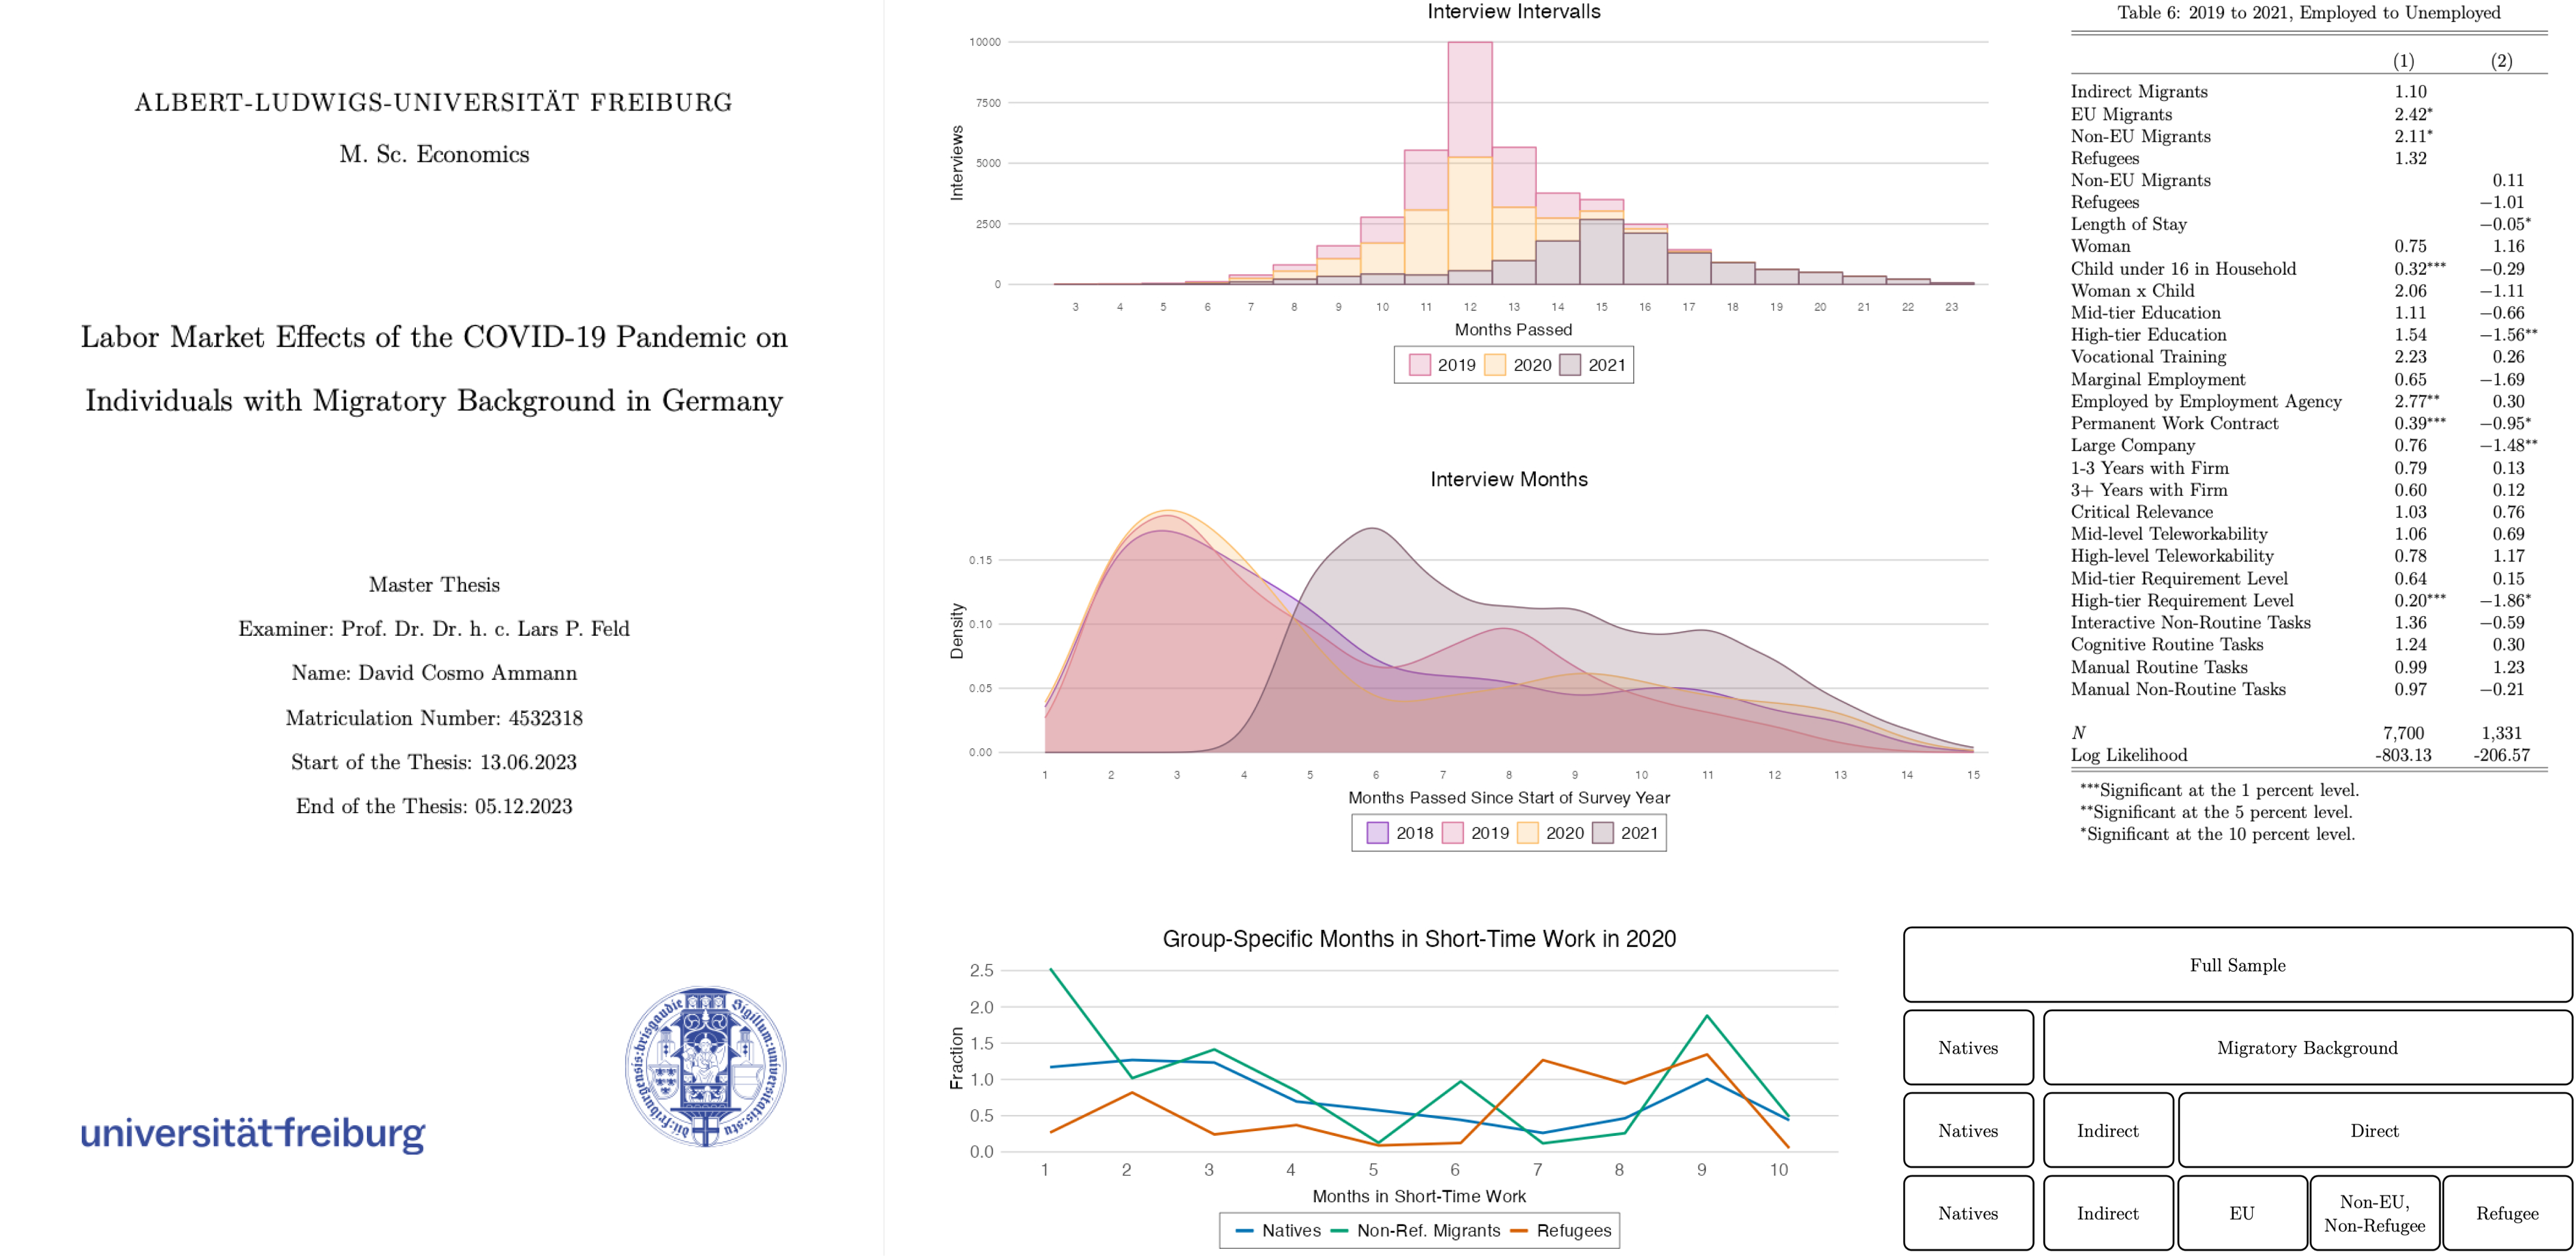 ALBERT-LUDWIGS-UNIVERSITÄT FREIBURG
M. Sc. Economics
Labor Market Effects of the COVID-19 Pandemic on
Individuals with Migratory Background in Germany
Master Thesis
Examiner: Prof. Dr. Dr. h. c. Lars P. Feld
Name: David Cosmo Ammann
Matriculation Number: 4532318
Start of the Thesis: 13.06.2023
End of the Thesis: 05.12.2023
universität freiburg
Interview Intervalls
Interviews
10000
7500
5000
2500
0
3 4 5 6 7 8 9 10 11 12 13 14 15 16 17 18 19 20 21 22 23
Months Passed
2019 2020 2021
Interview Months
Density
0.15
0.10
0.05
0.00
1 2 3 4 5 6 7 8 9 10 11 12 13 14 15
Months Passed Since Start of Survey Year
2018 2019 2020 2021
Group-Specific Months in Short-Time Work in 2020
Fraction
2.5
2.0
1.5
1.0
0.5
0.0
1 2 3 4 5 6 7 8 9 10
Months in Short-Time Work
Natives Non-Ref. Migrants Refugees
Table 6: 2019 to 2021, Employed to Unemployed
(1) (2)
Indirect Migrants 1.10
EU Migrants 2.42*
Non-EU Migrants 2.11*
Refugees 1.32
Non-EU Migrants 0.11
Refugees −1.01
Length of Stay −0.05*
Woman 0.75 1.16
Child under 16 in Household 0.32*** −0.29
Woman x Child 2.06 −1.11
Mid-tier Education 1.11 −0.66
High-tier Education 1.54 −1.56**
Vocational Training 2.23 0.26
Marginal Employment 0.65 −1.69
Employed by Employment Agency 2.77** 0.30
Permanent Work Contract 0.39*** −0.95*
Large Company 0.76 −1.48**
1-3 Years with Firm 0.79 0.13
3+ Years with Firm 0.60 0.12
Critical Relevance 1.03 0.76
Mid-level Teleworkability 1.06 0.69
High-level Teleworkability 0.78 1.17
Mid-tier Requirement Level 0.64 0.15
High-tier Requirement Level 0.20*** −1.86*
Interactive Non-Routine Tasks 1.36 −0.59
Cognitive Routine Tasks 1.24 0.30
Manual Routine Tasks 0.99 1.23
Manual Non-Routine Tasks 0.97 −0.21
N 7,700 1,331
Log Likelihood -803.13 -206.57
***Significant at the 1 percent level.
**Significant at the 5 percent level.
*Significant at the 10 percent level.
Full Sample
Natives Migratory Background
Natives Indirect Direct
Natives Indirect EU Non-EU, Refugee
Non-Refugee